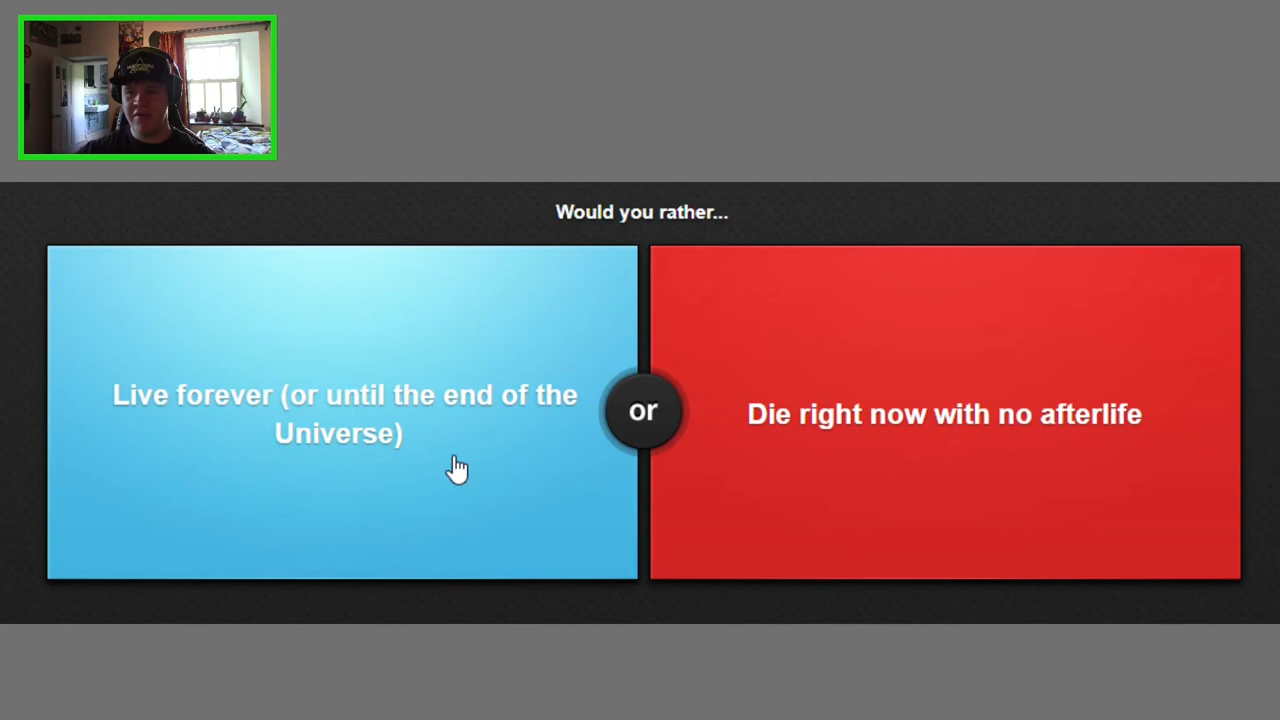 Would you rather...
Live forever (or until the end of the
Universe)
or
Die right now with no afterlife